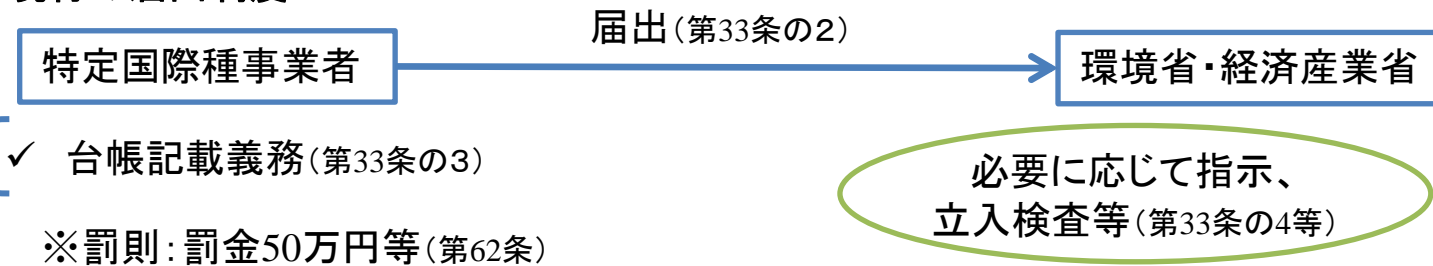 届出（第33条の２）
特定国際種事業者
環境省・経済産業省
✓ 台帳記載義務（第33条の３）
必要に応じて指示、
立入検査等（第33条の４等）
※罰則：罰金50万円等（第62条）